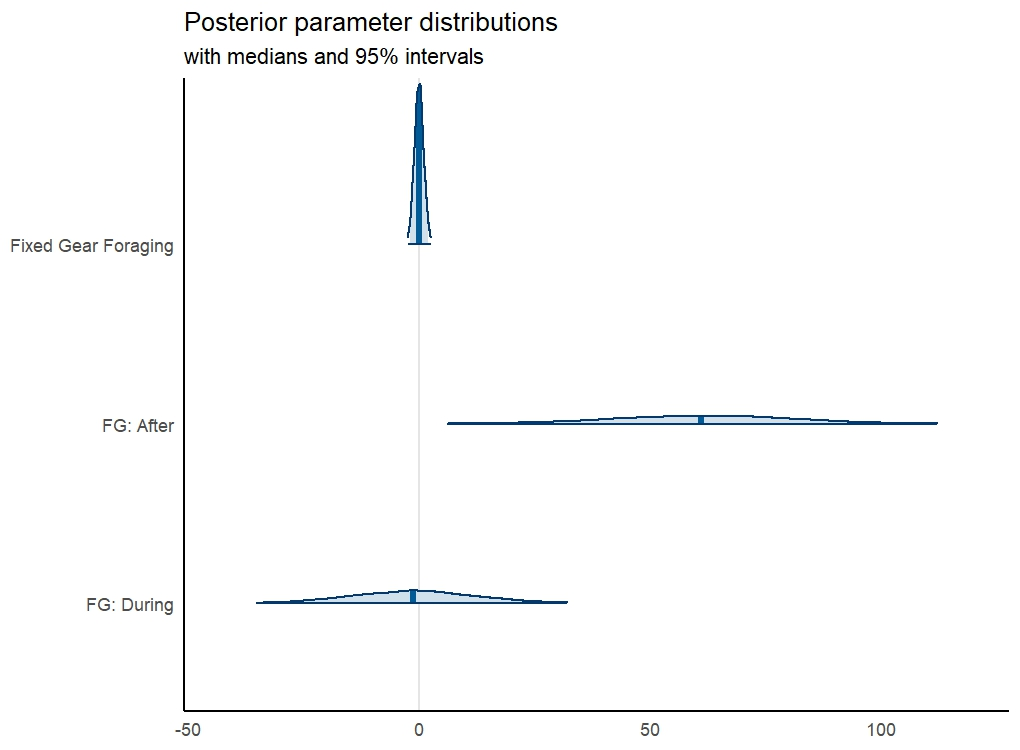 Posterior parameter distributions
with medians and 95% intervals
Fixed Gear Foraging
FG: After
FG: During
-50 0 50 100